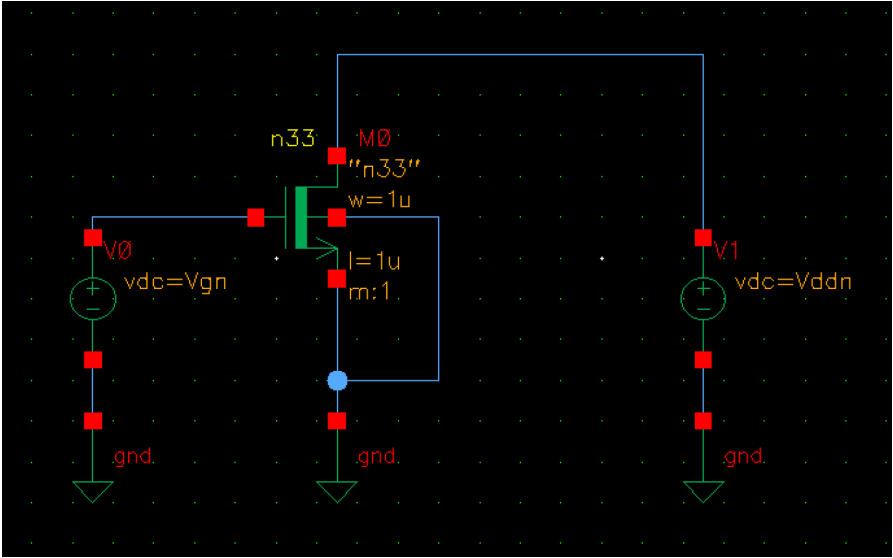 n33 M0
"n33"
w=1u
V0 V1
l=1u
vdc=Vgn vdc=Vddn
m:1
gnd gnd gnd